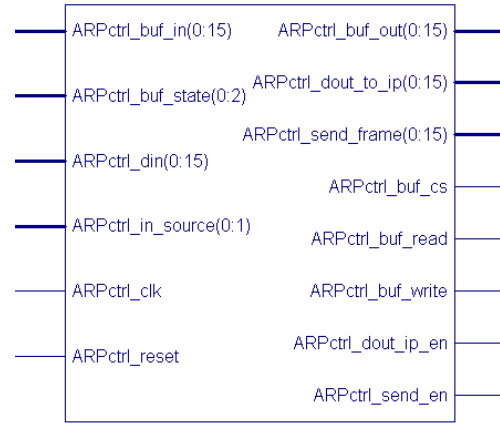 ARPctrl_buf_in(0:15)
ARPctrl_buf_state(0:2)
ARPctrl_din(0:15)
ARPctrl_in_source(0:1)
ARPctrl_clk
ARPctrl_reset
ARPctrl_buf_out(0:15)
ARPctrl_dout_to_ip(0:15)
ARPctrl_send_frame(0:15)
ARPctrl_buf_cs
ARPctrl_buf_read
ARPctrl_buf_write
ARPctrl_dout_ip_en
ARPctrl_send_en